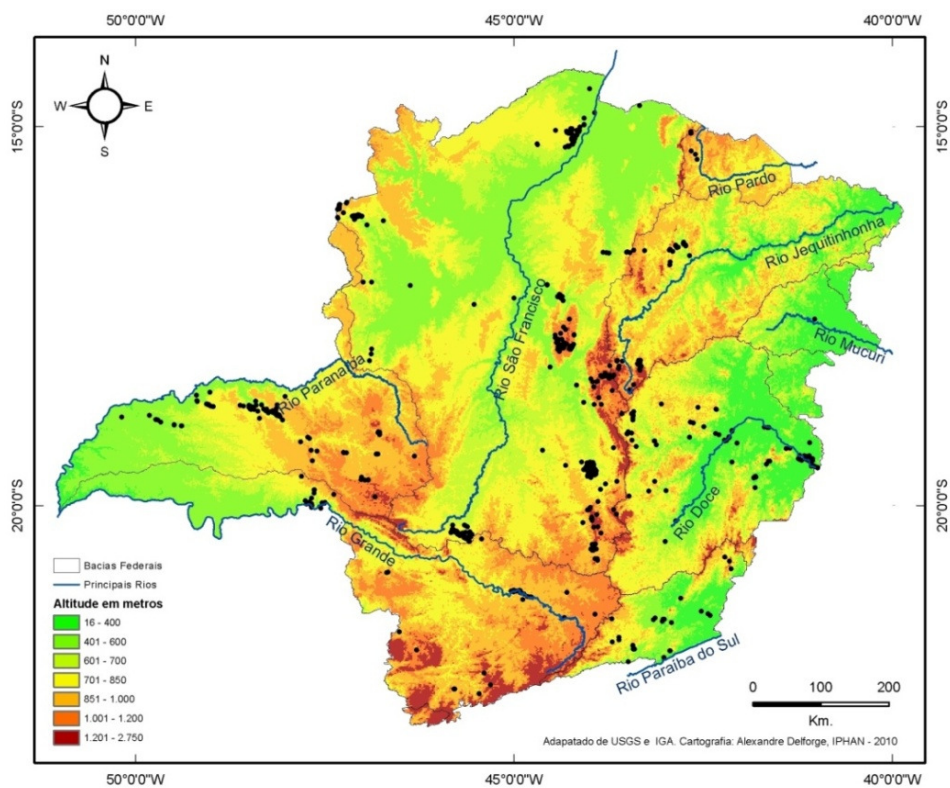 50°0'0"W 45°0'0"W 40°0'0"W
N
W E
S
15°0'0"S
15°0'0"S
Rio Pardo
Rio Jequitinhonha
Rio São Francisco
Rio Mucuri
Rio Paranaíba
20°0'0"S
20°0'0"S
Rio Doce
Rio Grande
Bacias Federais
Principais Rios
Altitude em metros
16 - 400
401 - 600
601 - 700
701 - 850
851 - 1.000
1.001 - 1.200
1.201 - 2.750
Rio Paraiba do Sul
0 100 200
Km.
Adapatado de USGS e IGA. Cartografia: Alexandre Delforge, IPHAN - 2010
50°0'0"W 45°0'0"W 40°0'0"W